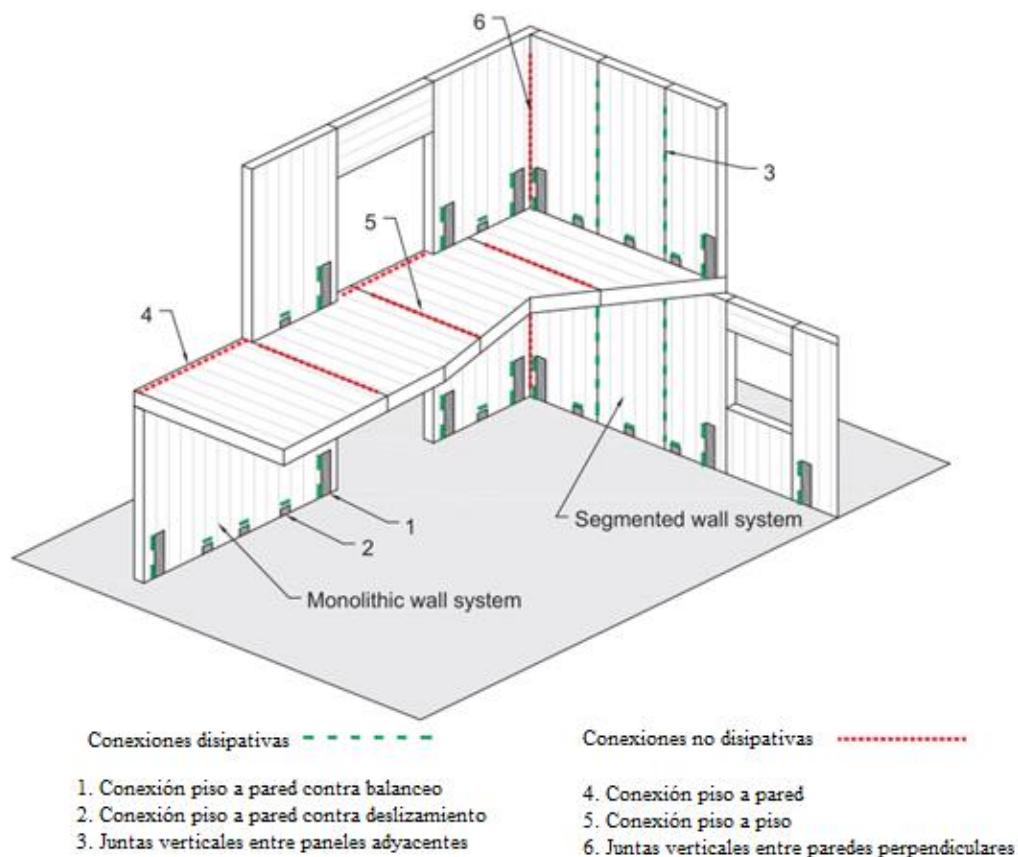 6
3
5
4
Segmented wall system
1
2
Monolithic wall system
Conexiones disipativas
1. Conexión piso a pared contra balanceo
2. Conexión piso a pared contra deslizamiento
3. Juntas verticales entre paneles adyacentes
Conexiones no disipativas
4. Conexión piso a pared
5. Conexión piso a piso
6. Juntas verticales entre paredes perpendiculares